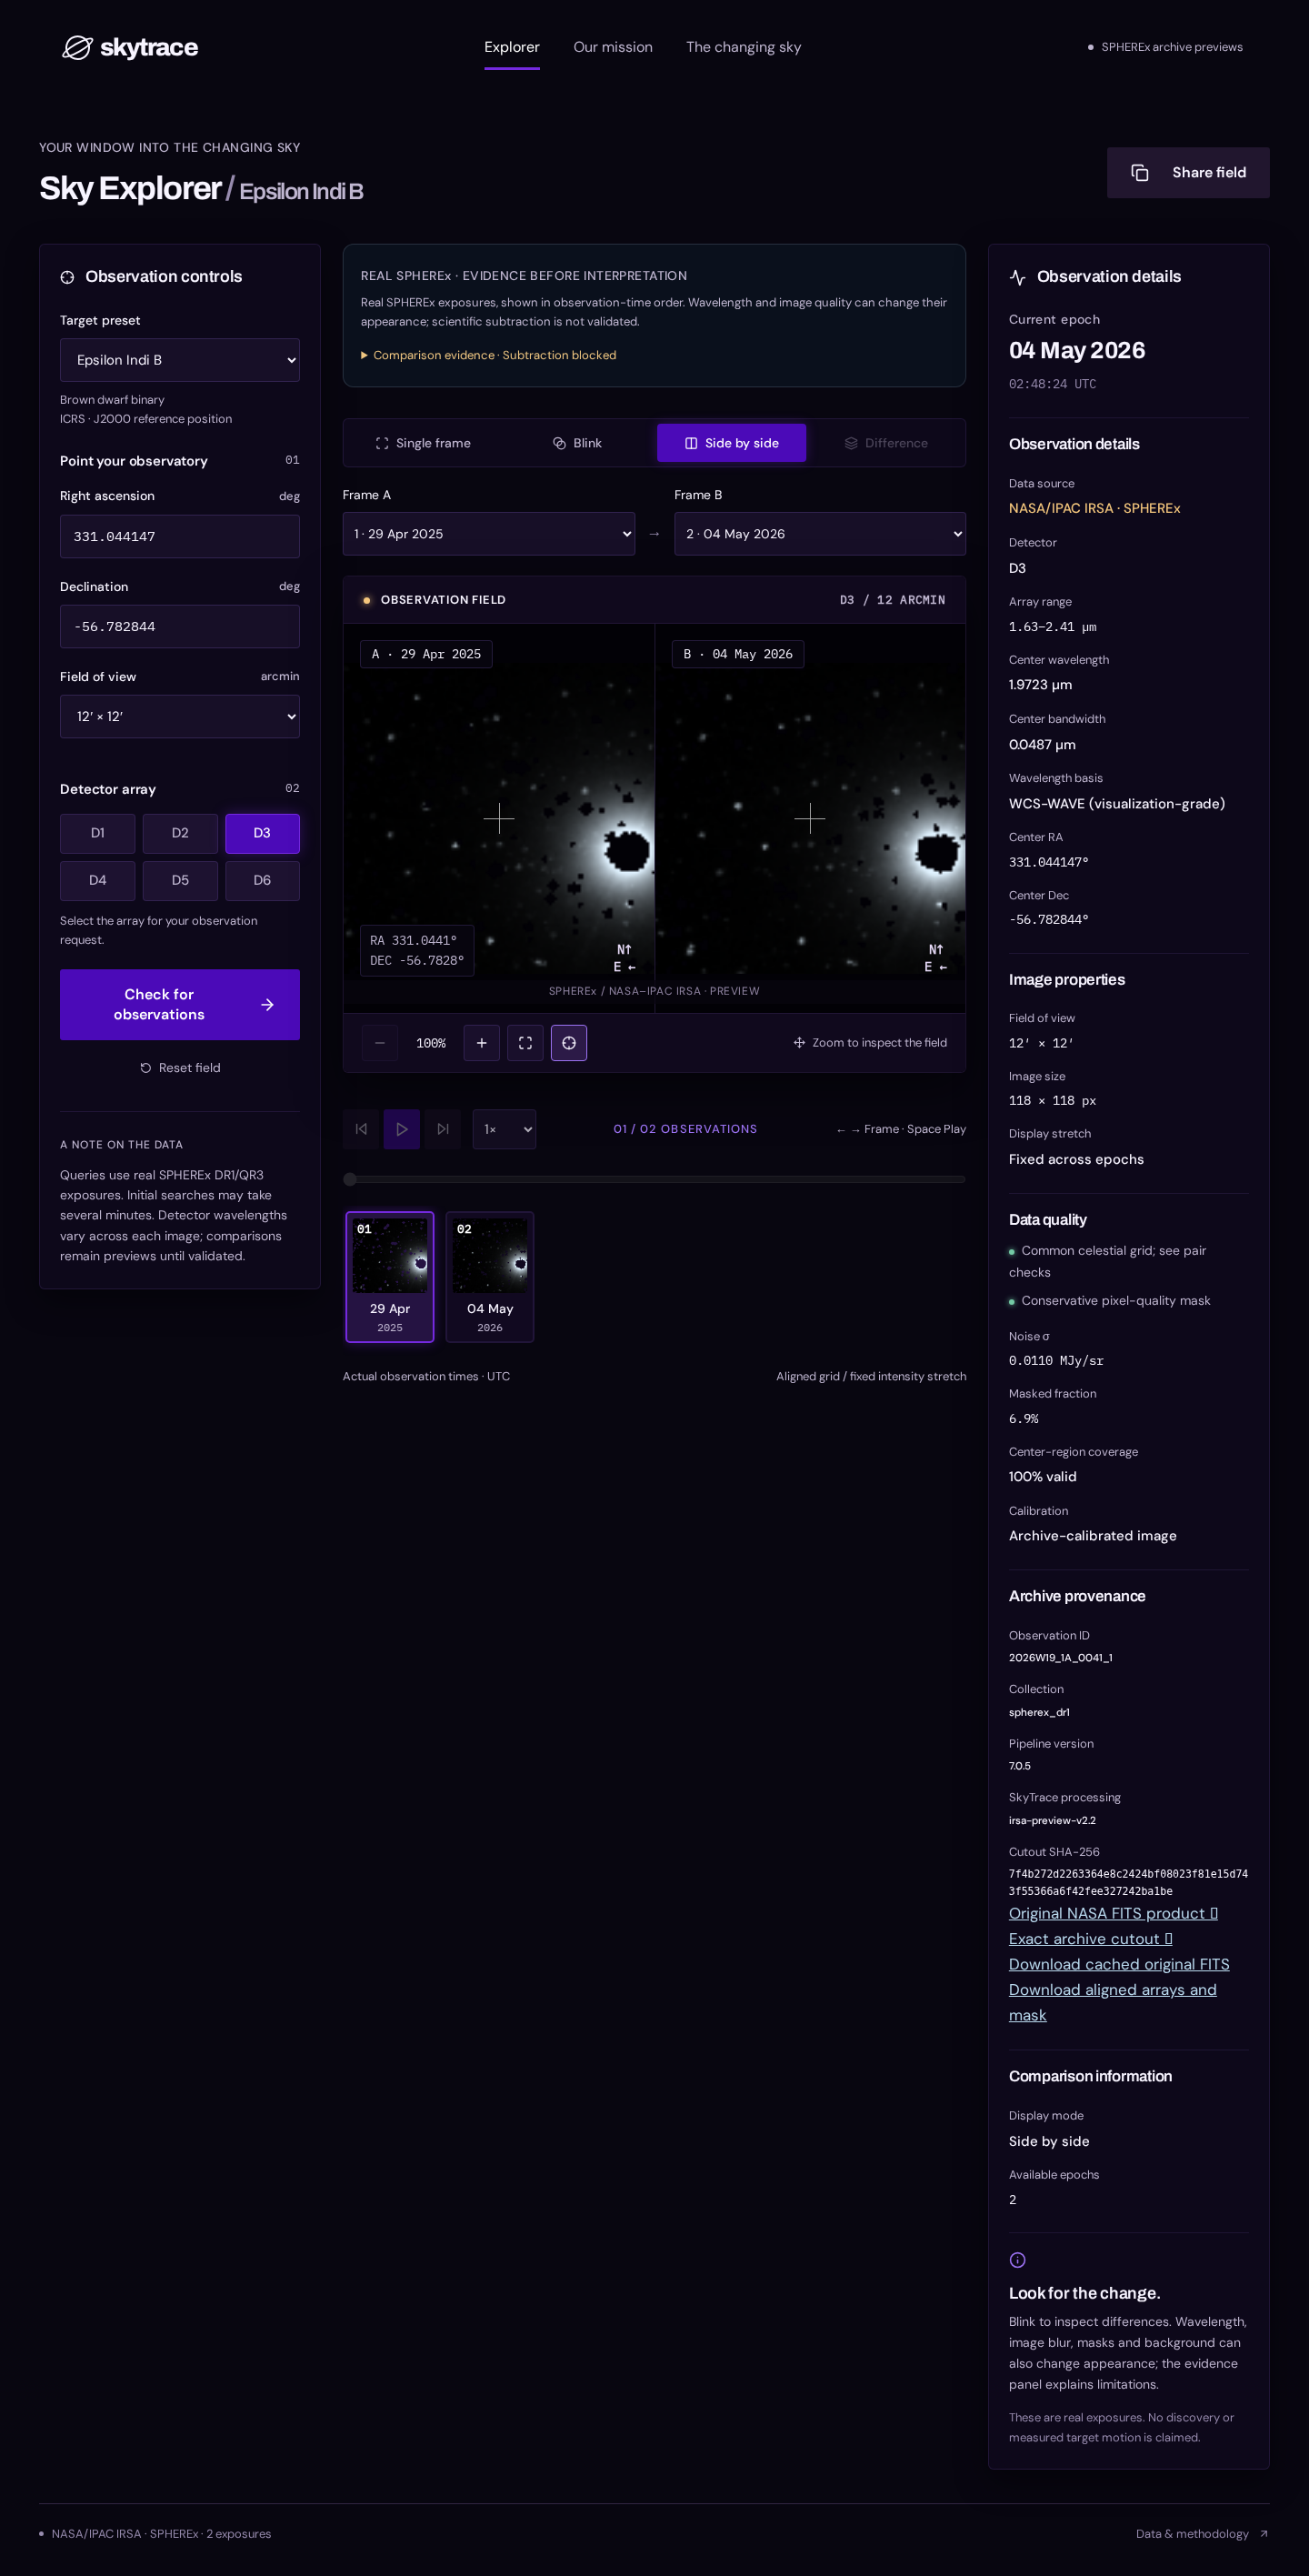 skytrace
Explorer
Our mission
The changing sky
SPHEREx archive previews
YOUR WINDOW INTO THE CHANGING SKY
Sky Explorer / Epsilon Indi B
Share field
Observation controls
Target preset
Epsilon Indi B
Brown dwarf binary
ICRS · J2000 reference position
Point your observatory 01
Right ascension deg
331.044147
Declination deg
-56.782844
Field of view arcmin
12′ × 12′
Detector array 02
D1 D2 D3
D4 D5 D6
Select the array for your observation
request.
Check for
observations
Reset field
A NOTE ON THE DATA
Queries use real SPHEREx DR1/QR3
exposures. Initial searches may take
several minutes. Detector wavelengths
vary across each image; comparisons
remain previews until validated.
REAL SPHEREx · EVIDENCE BEFORE INTERPRETATION
Real SPHEREx exposures, shown in observation-time order. Wavelength and image quality can change their
appearance; scientific subtraction is not validated.
▶ Comparison evidence · Subtraction blocked
Single frame
Blink
Side by side
Difference
Frame A
1 · 29 Apr 2025
→
Frame B
2 · 04 May 2026
OBSERVATION FIELD
D3 / 12 ARCMIN
A · 29 Apr 2025
B · 04 May 2026
RA 331.0441°
DEC -56.7828°
N↑
E ←
N↑
E ←
SPHEREx / NASA–IPAC IRSA · PREVIEW
100%
Zoom to inspect the field
1×
01 / 02 OBSERVATIONS
← → Frame · Space Play
01
29 Apr
2025
02
04 May
2026
Actual observation times · UTC
Aligned grid / fixed intensity stretch
Observation details
Current epoch
04 May 2026
02:48:24 UTC
Observation details
Data source
NASA/IPAC IRSA · SPHEREx
Detector
D3
Array range
1.63–2.41 µm
Center wavelength
1.9723 µm
Center bandwidth
0.0487 µm
Wavelength basis
WCS-WAVE (visualization-grade)
Center RA
331.044147°
Center Dec
-56.782844°
Image properties
Field of view
12′ × 12′
Image size
118 × 118 px
Display stretch
Fixed across epochs
Data quality
Common celestial grid; see pair
checks
Conservative pixel-quality mask
Noise σ
0.0110 MJy/sr
Masked fraction
6.9%
Center-region coverage
100% valid
Calibration
Archive-calibrated image
Archive provenance
Observation ID
2026W19_1A_0041_1
Collection
spherex_dr1
Pipeline version
7.0.5
SkyTrace processing
irsa-preview-v2.2
Cutout SHA-256
7f4b272d2263364e8c2424bf08023f81e15d74
3f55366a6f42fee327242ba1be
Original NASA FITS product
Exact archive cutout
Download cached original FITS
Download aligned arrays and
mask
Comparison information
Display mode
Side by side
Available epochs
2
Look for the change.
Blink to inspect differences. Wavelength,
image blur, masks and background can
also change appearance; the evidence
panel explains limitations.
These are real exposures. No discovery or
measured target motion is claimed.
NASA/IPAC IRSA · SPHEREx · 2 exposures
Data & methodology